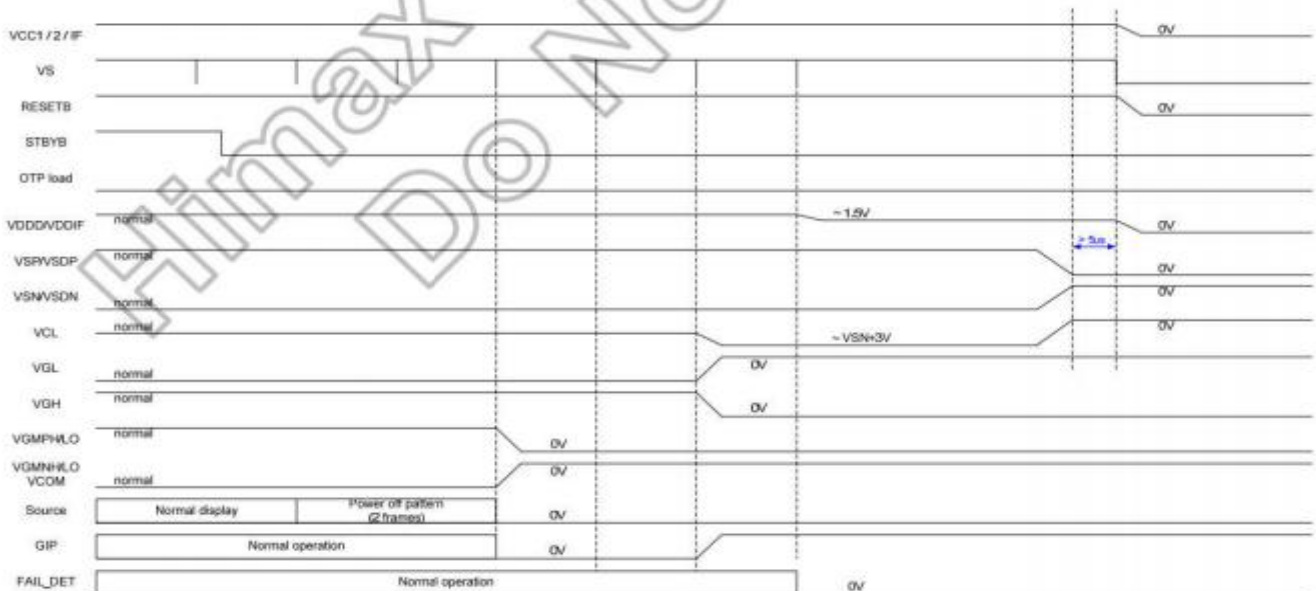 Himax
Do No
VCC1 / 2 / IF
0V
VS
RESETB
0V
STBYB
OTP load
VDDD/VDDIF normal ~ 1.5V 0V
> 5us
VSP/VSDP normal 0V
VSN/VSDN normal 0V
VCL normal ~ VSN+3V 0V
VGL normal 0V
VGH normal 0V
VGMPH/LO normal 0V
VGMNH/LO
VCOM normal 0V
Source Normal display Power off pattern
(2 frames) 0V
GIP Normal operation 0V
FAIL_DET Normal operation 0V